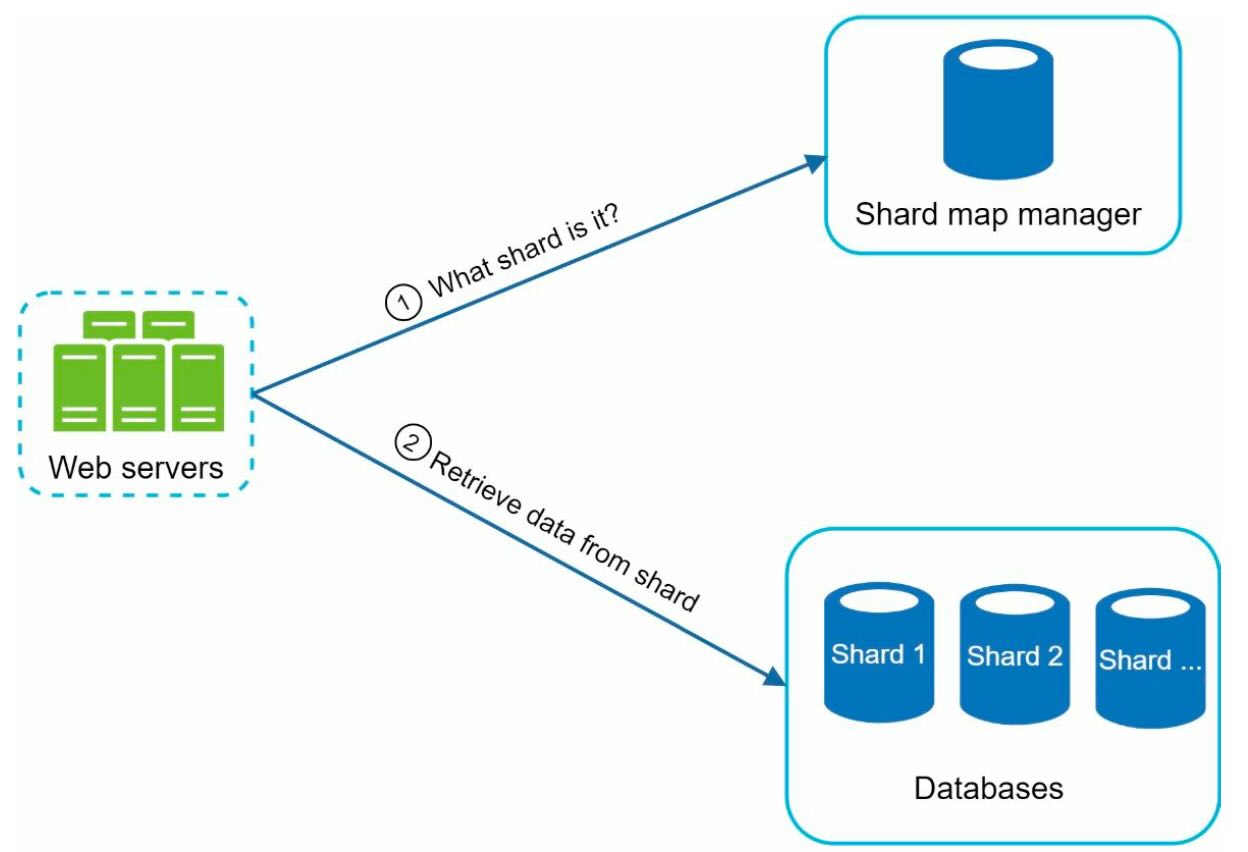 Shard map manager
① What shard is it?
Web servers
② Retrieve data from shard
Shard 1
Shard 2
Shard ...
Databases